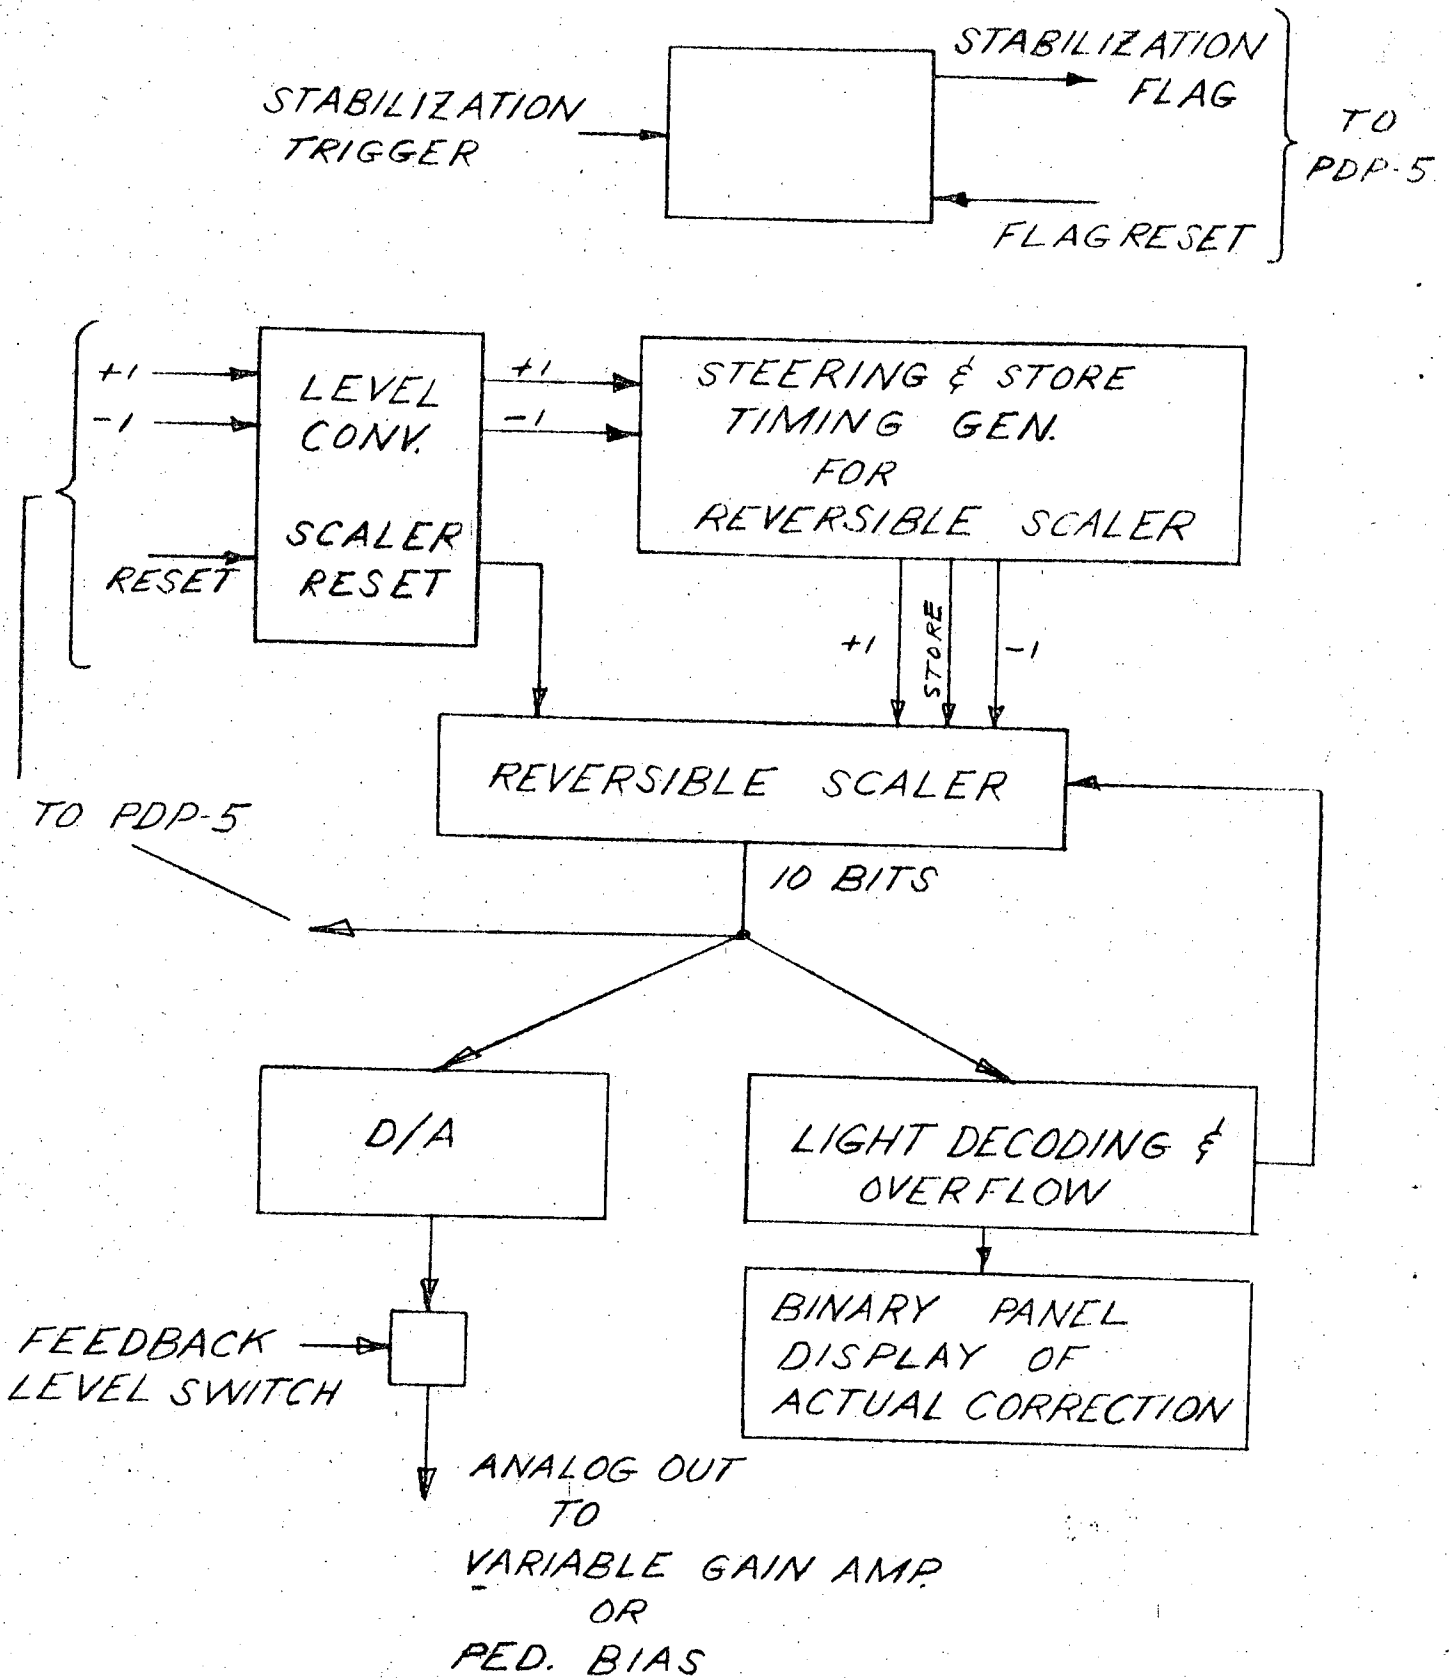 STABILIZATION
TRIGGER
STABILIZATION
FLAG
FLAG RESET
TO
PDP-5
+1
-1
RESET
LEVEL
CONV.
SCALER
RESET
+1
-1
STEERING & STORE
TIMING GEN.
FOR
REVERSIBLE SCALER
+1
STORE
-1
REVERSIBLE SCALER
TO PDP-5
10 BITS
D/A
LIGHT DECODING &
OVERFLOW
FEEDBACK
LEVEL SWITCH
BINARY PANEL
DISPLAY OF
ACTUAL CORRECTION
ANALOG OUT
TO
VARIABLE GAIN AMP.
OR
PED. BIAS